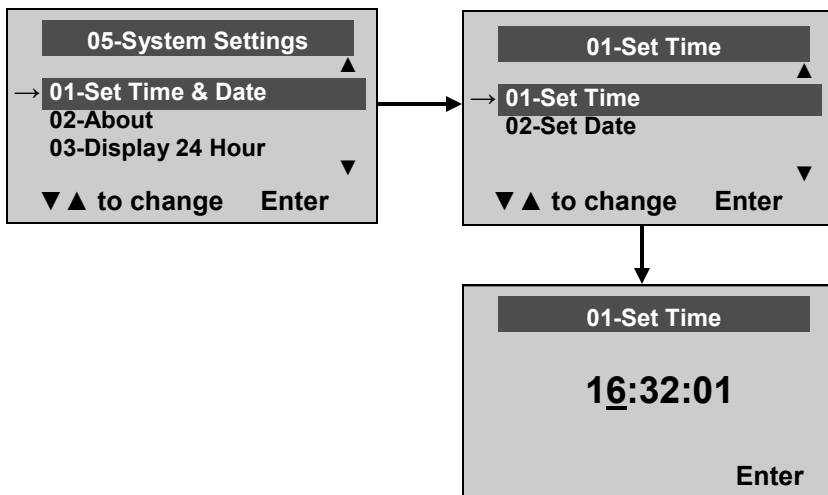 05-System Settings
▲
→ 01-Set Time & Date
02-About
03-Display 24 Hour
▼
▼▲ to change Enter
01-Set Time
▲
→ 01-Set Time
02-Set Date
▼
▼▲ to change Enter
01-Set Time
16:32:01
Enter